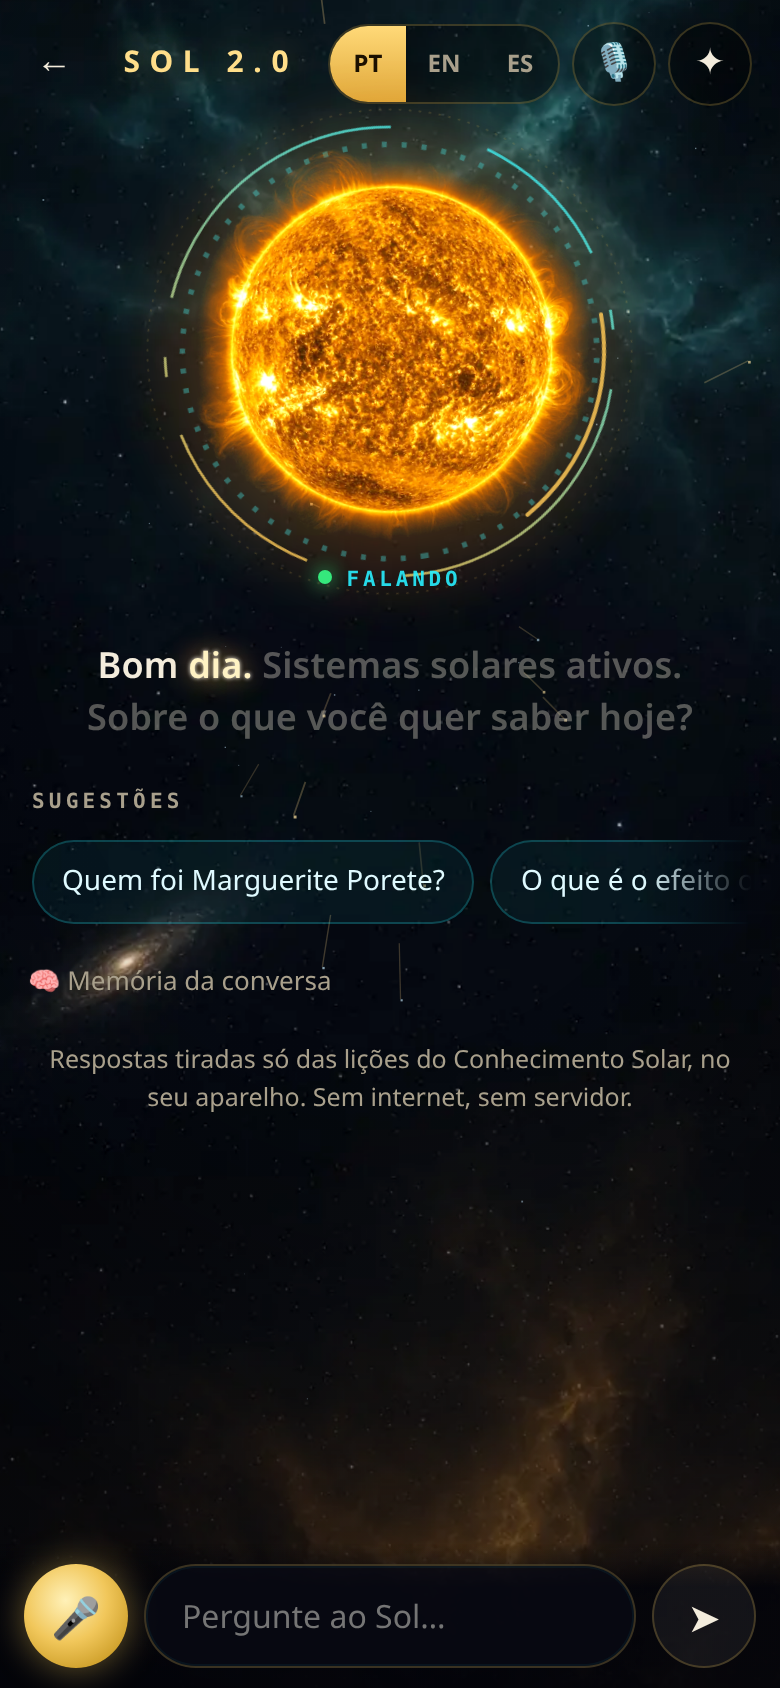 ← SOL 2.0 PT EN ES
FALANDO
Bom dia. Sistemas solares ativos.
Sobre o que você quer saber hoje?
SUGESTÕES
Quem foi Marguerite Porete? O que é o efeito
Memória da conversa
Respostas tiradas só das lições do Conhecimento Solar, no
seu aparelho. Sem internet, sem servidor.
Pergunte ao Sol...